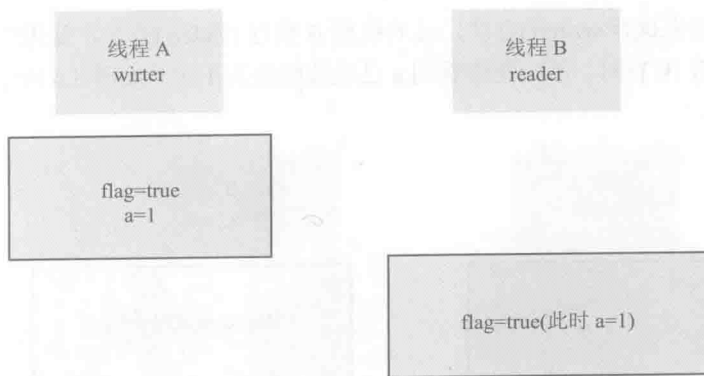 线程 A
wirter
线程 B
reader
flag=true
a=1
flag=true(此时 a=1)